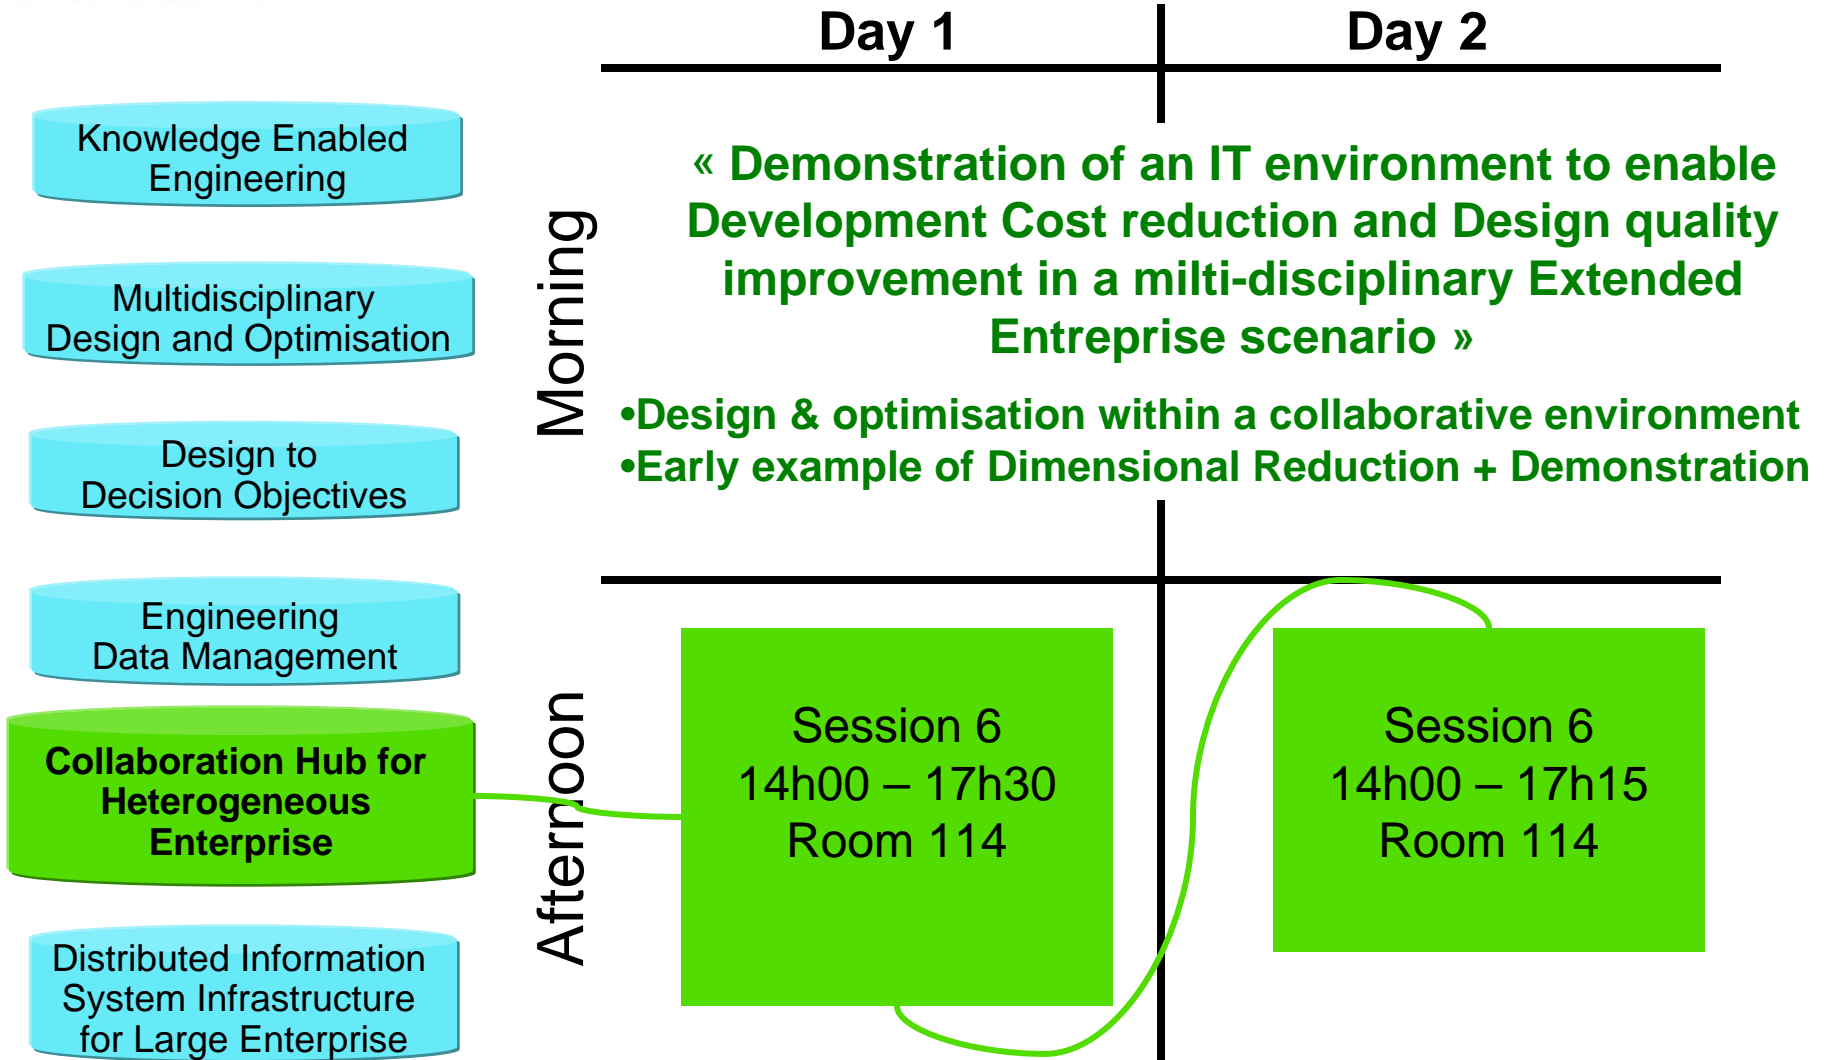 Day 1
Day 2
Knowledge Enabled
Engineering
Multidisciplinary
Design and Optimisation
Design to
Decision Objectives
Engineering
Data Management
Collaboration Hub for
Heterogeneous
Enterprise
Distributed Information
System Infrastructure
for Large Enterprise
Morning
« Demonstration of an IT environment to enable
Development Cost reduction and Design quality
improvement in a milti-disciplinary Extended
Entreprise scenario »
•Design & optimisation within a collaborative environment
•Early example of Dimensional Reduction + Demonstration
Afternoon
Session 6
14h00 – 17h30
Room 114
Session 6
14h00 – 17h15
Room 114